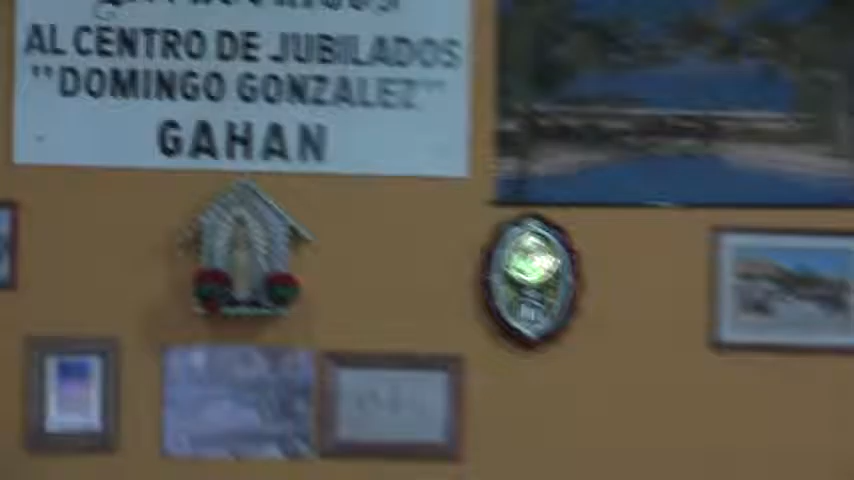 AL CENTRO DE JUBILADOS
"DOMINGO GONZALEZ"
GAHAN